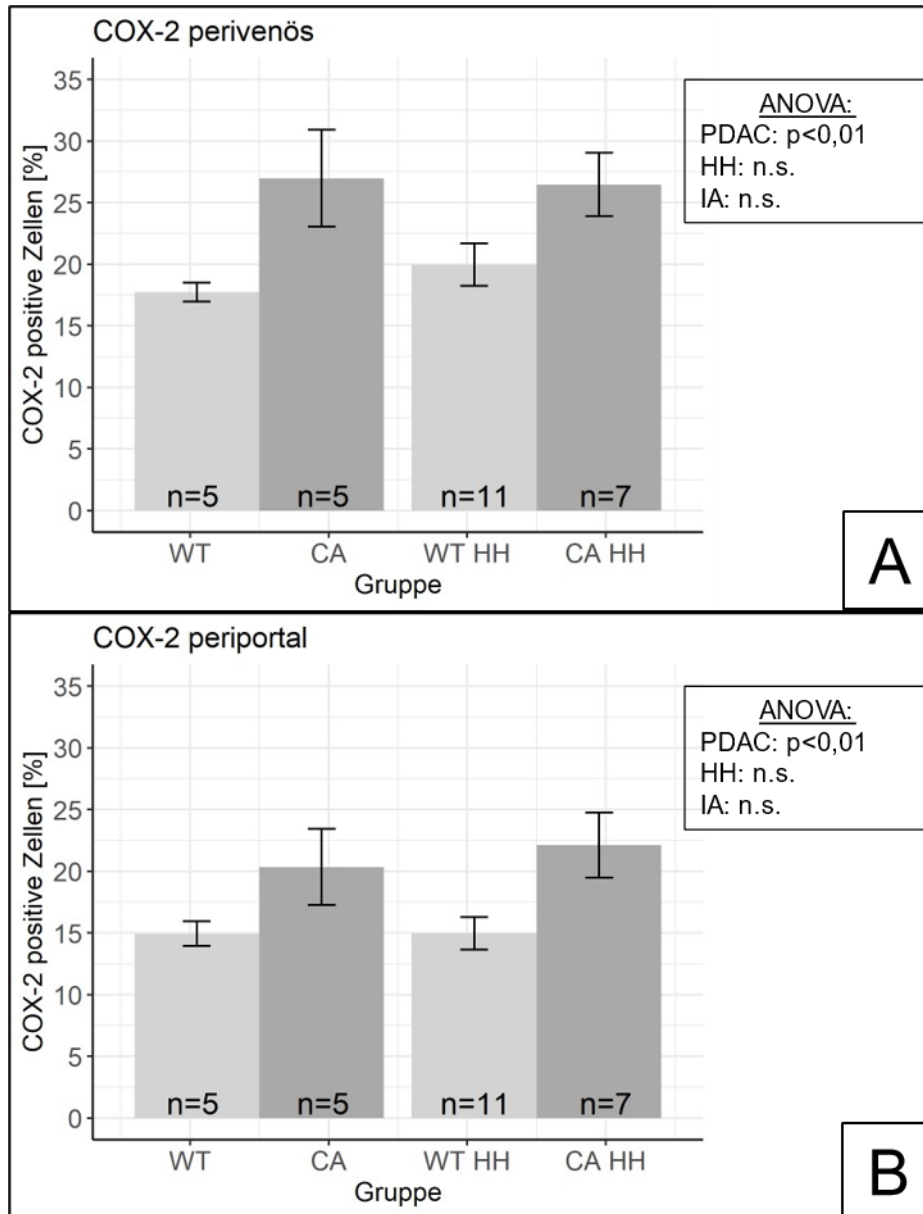 COX-2 perivenös
35
30
25
20
15
10
5
0
COX-2 positive Zellen [%]
n=5 n=5 n=11 n=7
WT CA WT HH CA HH
Gruppe
ANOVA:
PDAC: p<0,01
HH: n.s.
IA: n.s.
A
COX-2 periportal
35
30
25
20
15
10
5
0
COX-2 positive Zellen [%]
n=5 n=5 n=11 n=7
WT CA WT HH CA HH
Gruppe
ANOVA:
PDAC: p<0,01
HH: n.s.
IA: n.s.
B